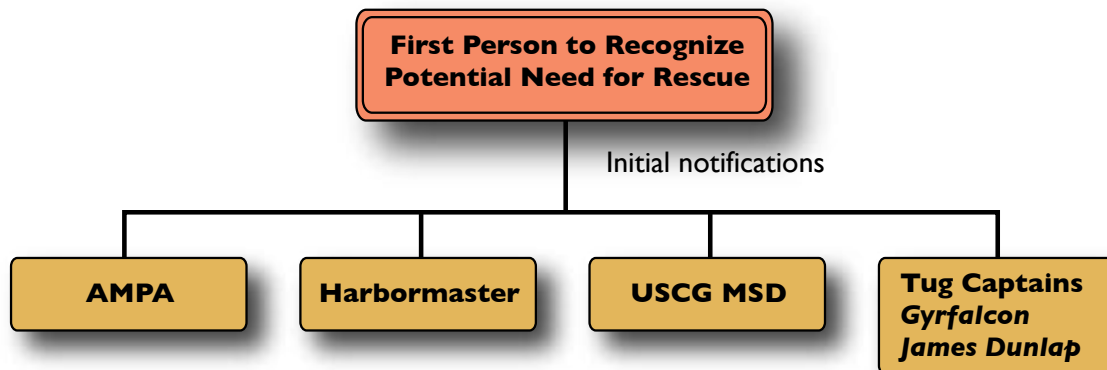 First Person to Recognize
Potential Need for Rescue
Initial notifications
AMPA
Harbormaster
USCG MSD
Tug Captains
Gyrfalcon
James Dunlap